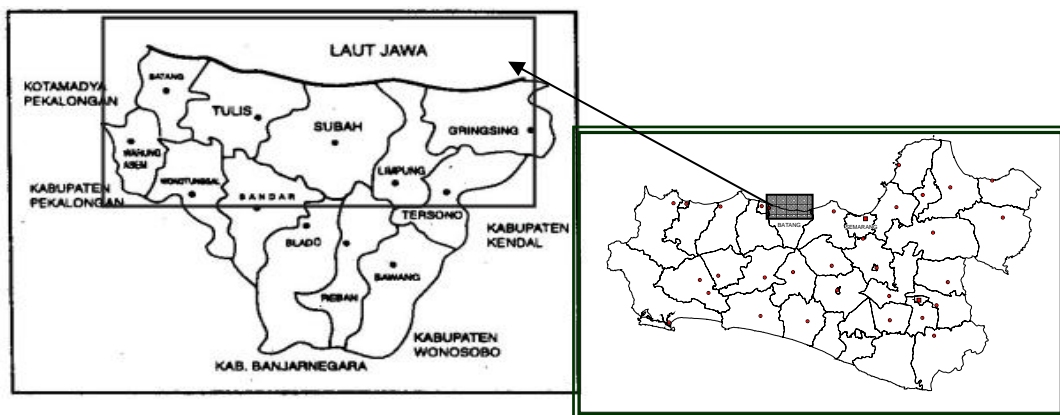 LAUT JAWA
KOTAMADYA
PEKALONGAN
BATANG
TULIS
SUBAH
GRINGSING
WARUNG
ASEM
WONOTUNGGAL
LIMPUNG
KABUPATEN
PEKALONGAN
BANDAR
TERSONO
KABUPATEN
KENDAL
BLADO
BAWANG
REBAN
KABUPATEN
WONOSOBO
KAB. BANJARNEGARA
BATANG
SEMARANG